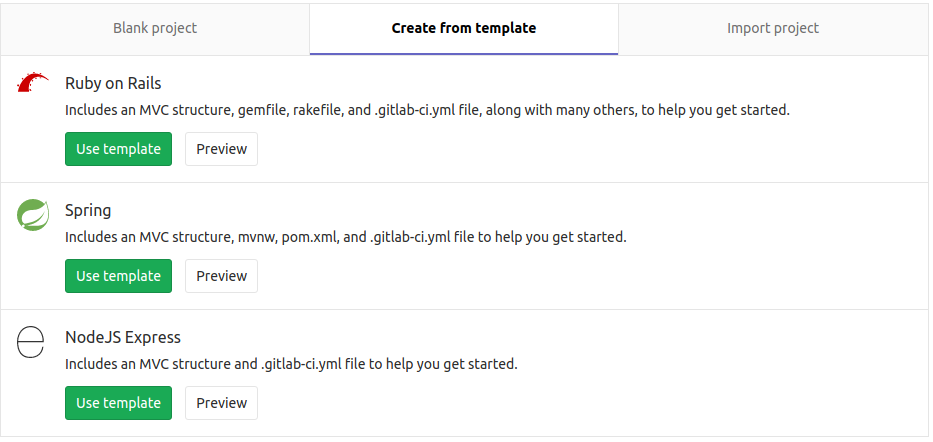 Blank project
Create from template
Import project
Ruby on Rails
Includes an MVC structure, gemfile, rakefile, and .gitlab-ci.yml file, along with many others, to help you get started.
Use template
Preview
Spring
Includes an MVC structure, mvnw, pom.xml, and .gitlab-ci.yml file to help you get started.
Use template
Preview
NodeJS Express
Includes an MVC structure and .gitlab-ci.yml file to help you get started.
Use template
Preview